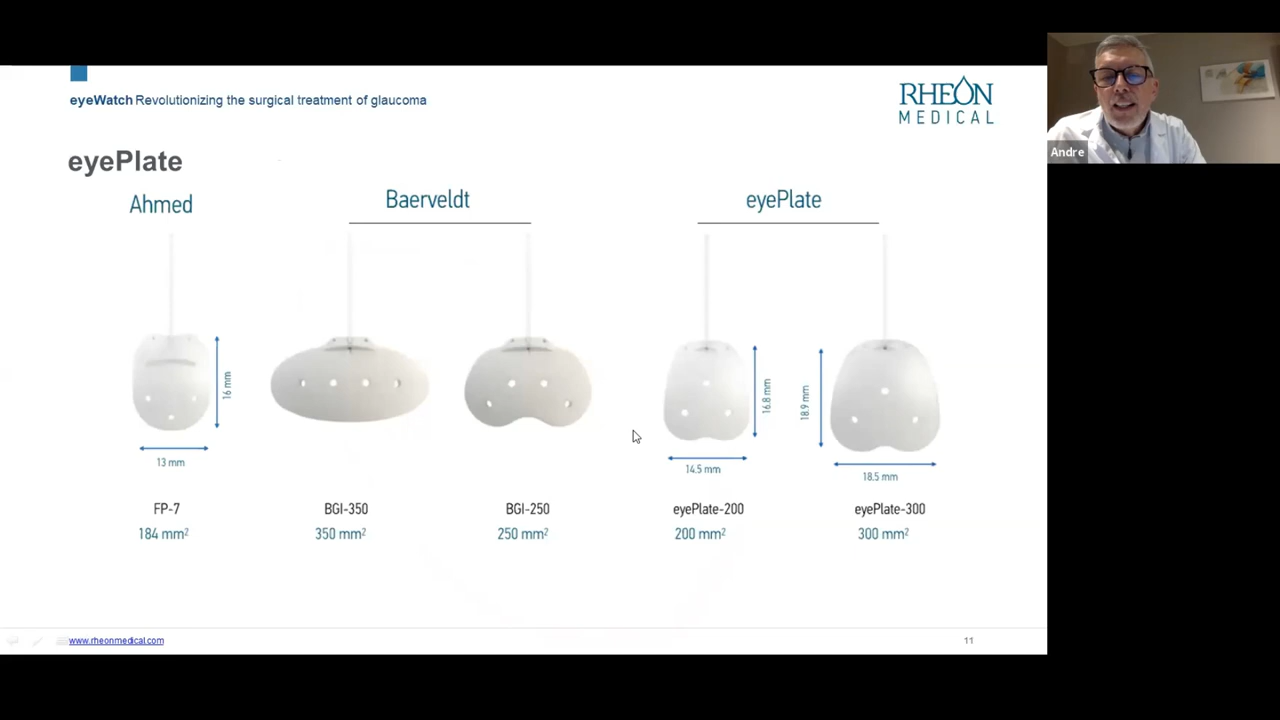 eyeWatch Revolutionizing the surgical treatment of glaucoma
RHEON
MEDICAL
Andre
eyePlate
Ahmed
Baerveldt
eyePlate
16 mm
16.8 mm
18.9 mm
13 mm
14.5 mm
18.5 mm
FP-7
BGI-350
BGI-250
eyePlate-200
eyePlate-300
184 mm²
350 mm²
250 mm²
200 mm²
300 mm²
www.rheonmedical.com
11